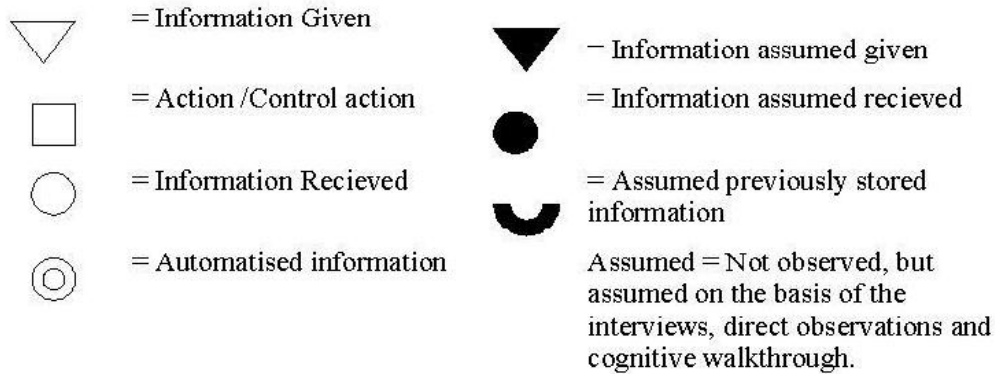 = Information Given
= Action /Control action
= Information Recieved
= Automatised information
– Information assumed given
= Information assumed recieved
= Assumed previously stored
information
Assumed = Not observed, but
assumed on the basis of the
interviews, direct observations and
cognitive walkthrough.